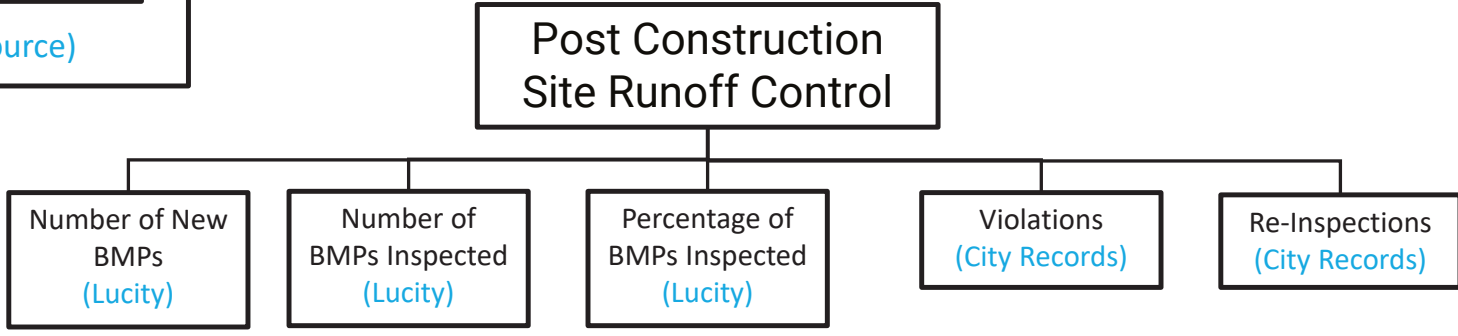 ource)
Post Construction
Site Runoff Control
Number of New
BMPs
(Lucity)
Number of
BMPs Inspected
(Lucity)
Percentage of
BMPs Inspected
(Lucity)
Violations
(City Records)
Re-Inspections
(City Records)